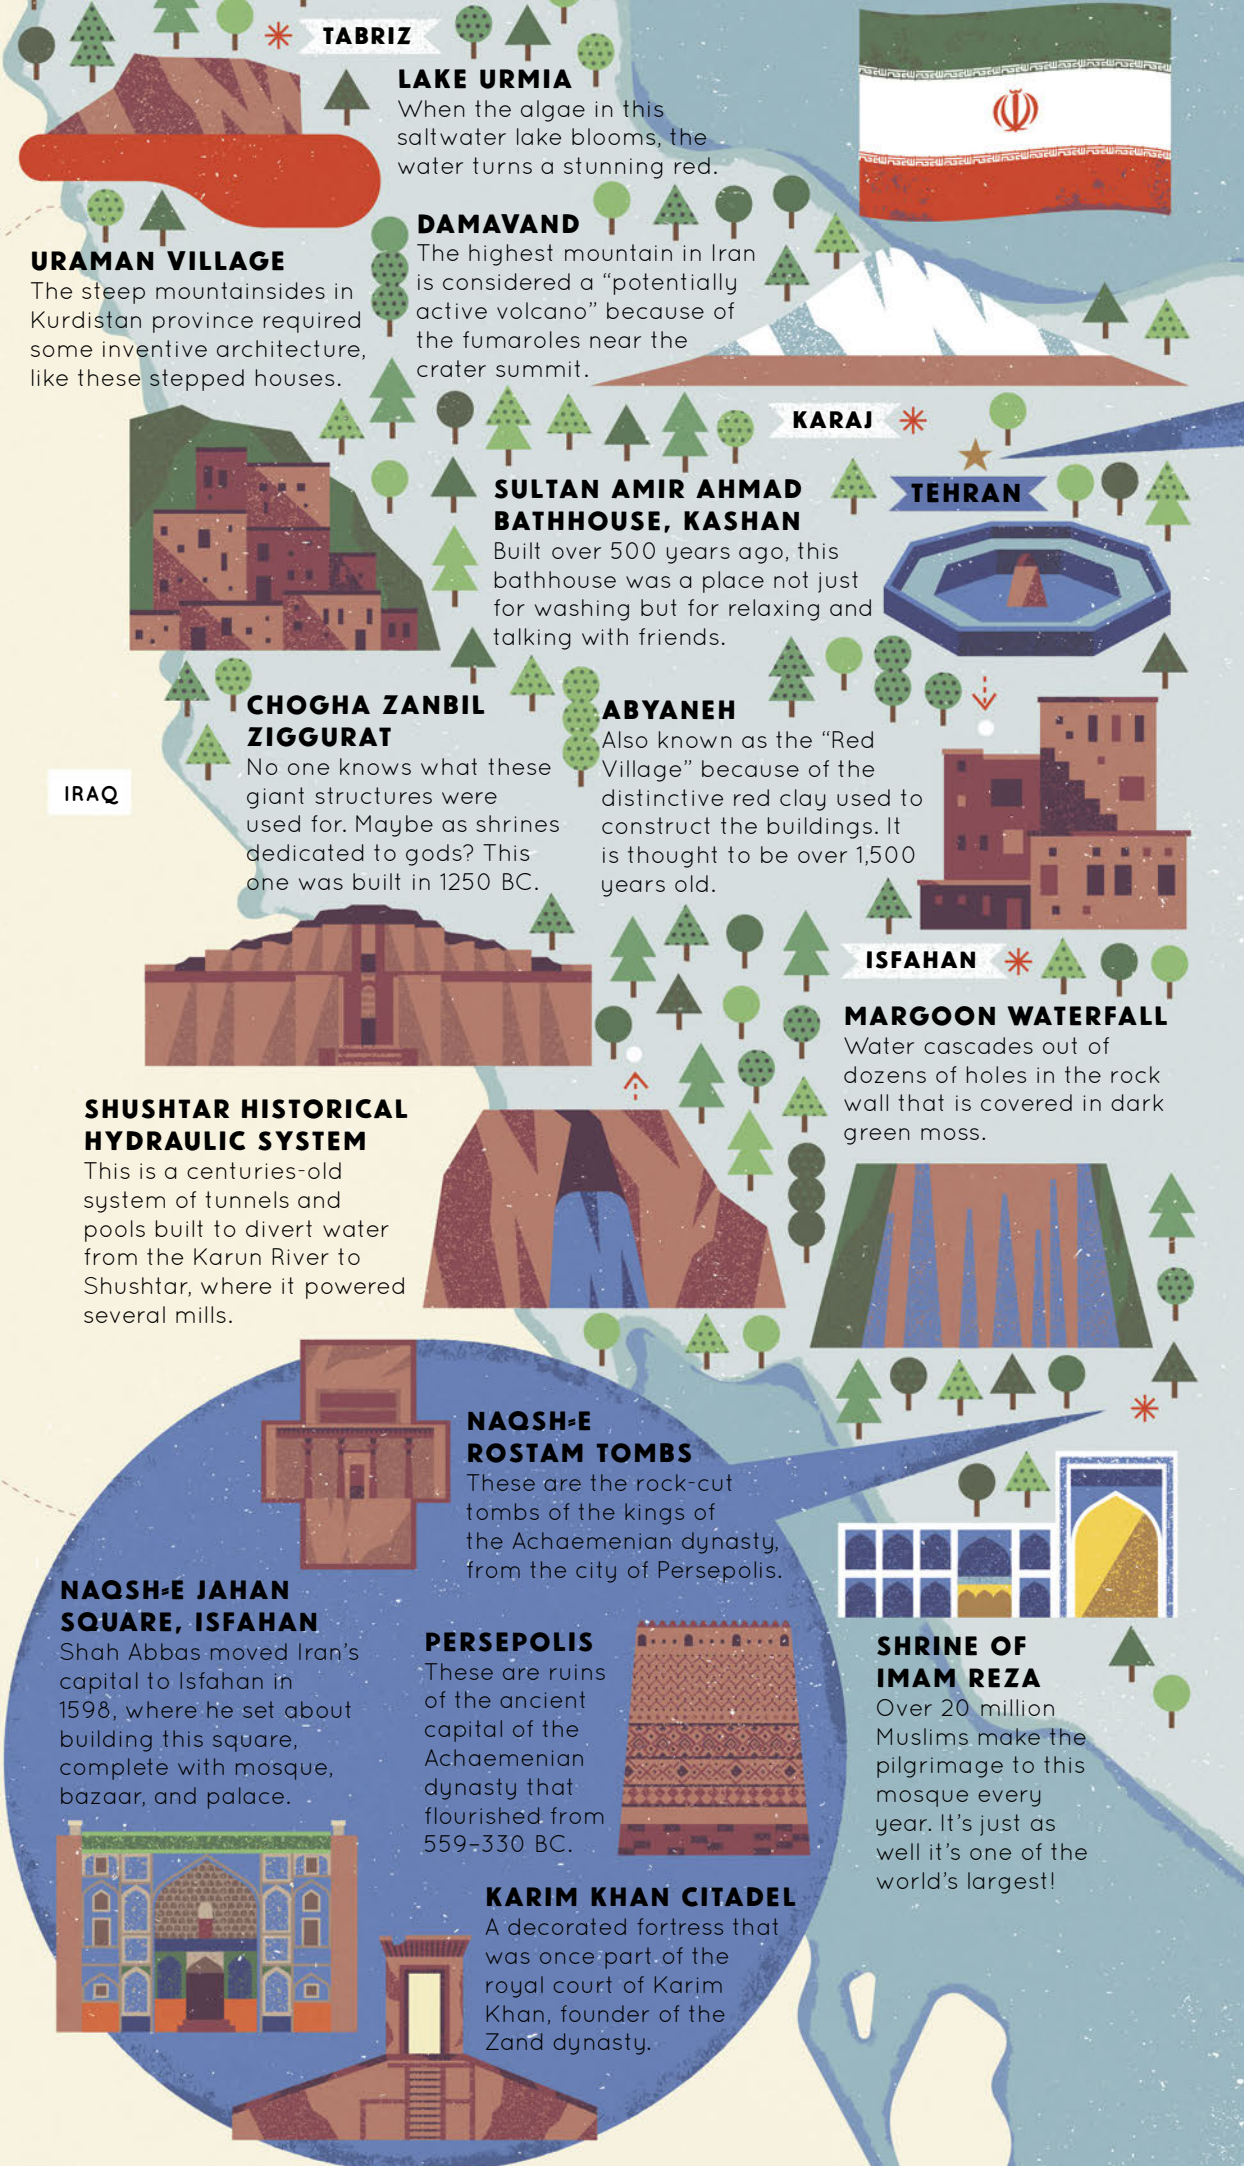 TABRIZ
LAKE URMIA
When the algae in this
saltwater lake blooms, the
water turns a stunning red.
DAMAVAND
The highest mountain in Iran
is considered a “potentially
active volcano” because of
the fumaroles near the
crater summit.
URAMAN VILLAGE
The steep mountainsides in
Kurdistan province required
some inventive architecture,
like these stepped houses.
KARAJ
TEHRAN
SULTAN AMIR AHMAD
BATHHOUSE, KASHAN
Built over 500 years ago, this
bathhouse was a place not just
for washing but for relaxing and
talking with friends.
CHOGHA ZANBIL
ZIGGURAT
No one knows what these
giant structures were
used for. Maybe as shrines
dedicated to gods? This
one was built in 1250 BC.
ABYANEH
Also known as the “Red
Village” because of the
distinctive red clay used to
construct the buildings. It
is thought to be over 1,500
years old.
IRAQ
ISFAHAN
MARGOON WATERFALL
Water cascades out of
dozens of holes in the rock
wall that is covered in dark
green moss.
SHUSHTAR HISTORICAL
HYDRAULIC SYSTEM
This is a centuries-old
system of tunnels and
pools built to divert water
from the Karun River to
Shushtar, where it powered
several mills.
NAQSH-E
ROSTAM TOMBS
These are the rock-cut
tombs of the kings of
the Achaemenian dynasty,
from the city of Persepolis.
NAQSH-E JAHAN
SQUARE, ISFAHAN
Shah Abbas moved Iran’s
capital to Isfahan in
1598, where he set about
building this square,
complete with mosque,
bazaar, and palace.
PERSEPOLIS
These are ruins
of the ancient
capital of the
Achaemenian
dynasty that
flourished from
559–330 BC.
SHRINE OF
IMAM REZA
Over 20 million
Muslims make the
pilgrimage to this
mosque every
year. It’s just as
well it’s one of the
world’s largest!
KARIM KHAN CITADEL
A decorated fortress that
was once part of the
royal court of Karim
Khan, founder of the
Zand dynasty.